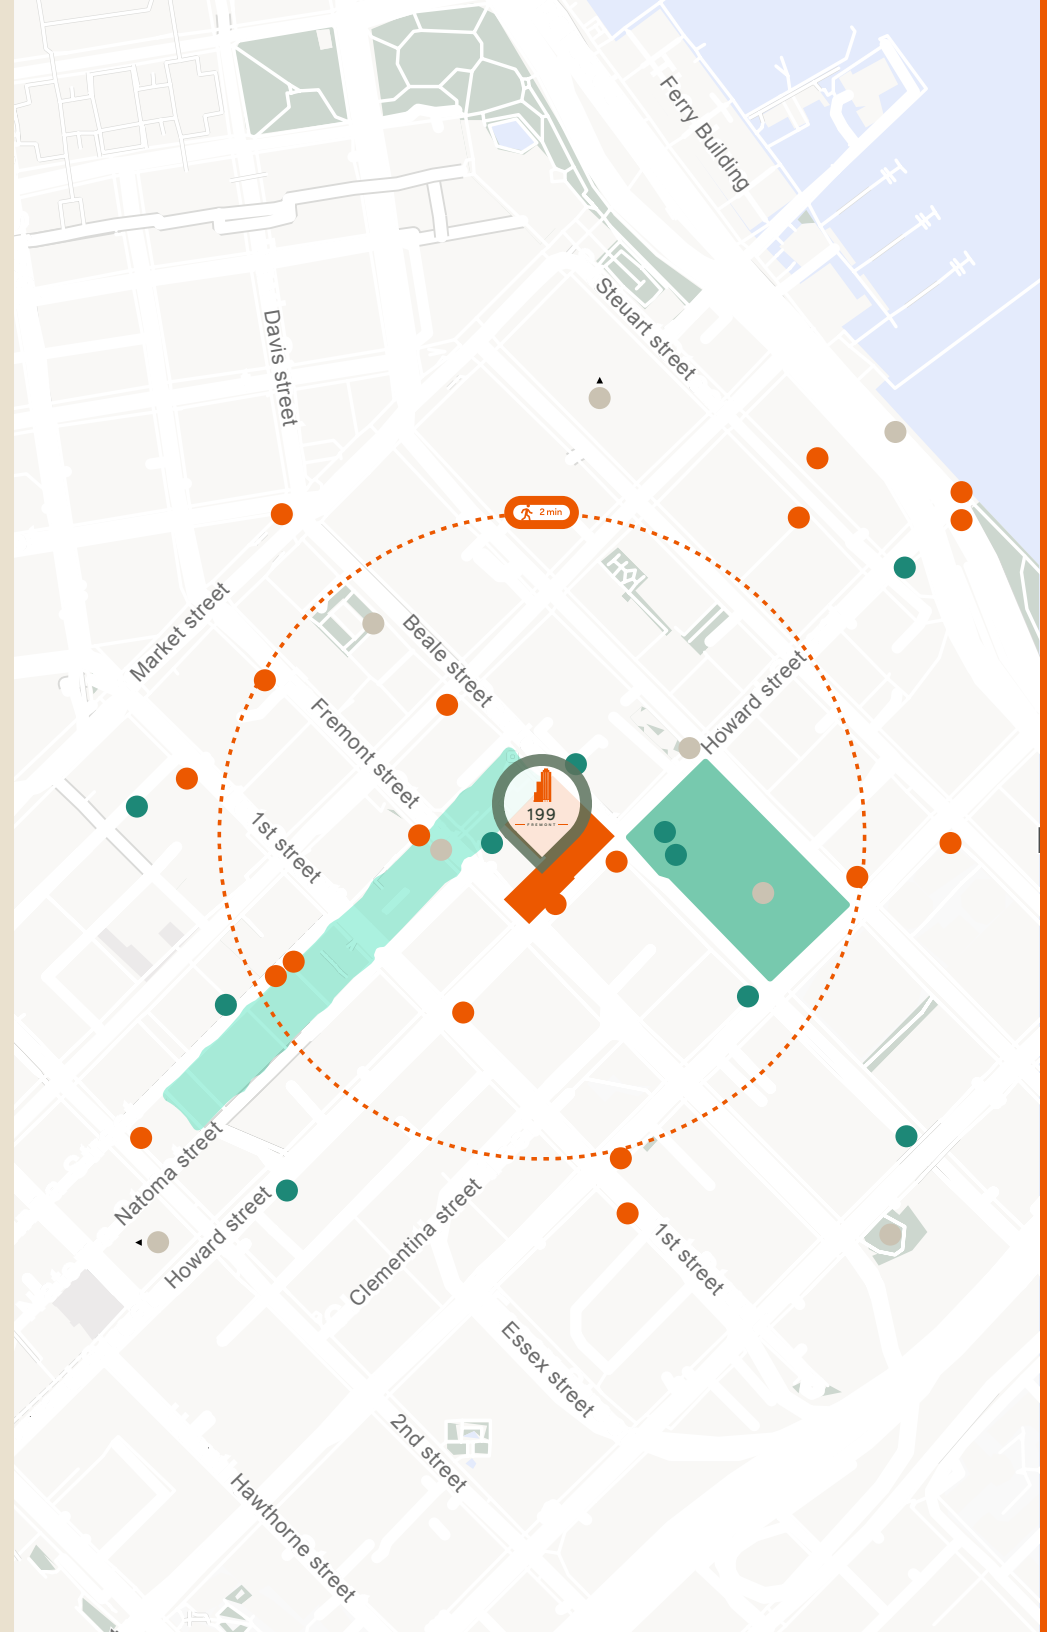 Ferry Building
Steuart street
Davis street
2 min
Market street
Beale street
Howard street
Fremont street
199
FREMONT
1st street
Natoma street
Howard street
Clementina street
1st street
Essex street
2nd street
Hawthorne street